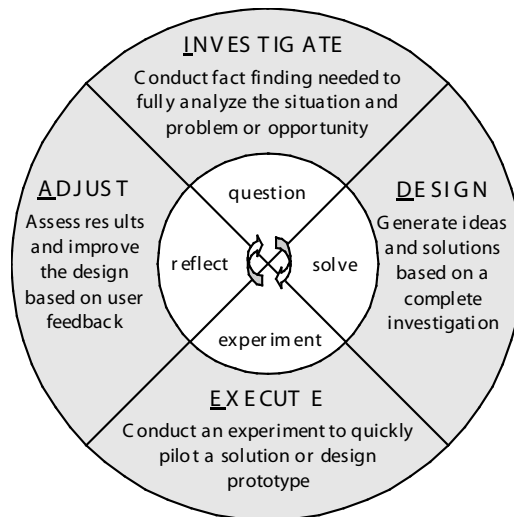 INVESTIGATE
Conduct fact finding needed to
fully analyze the situation and
problem or opportunity
ADJUST
Assess results
and improve
the design
based on user
feedback
question
reflect
solve
experiment
DESIGN
Generate ideas
and solutions
based on a
complete
investigation
EXECUTE
Conduct an experiment to quickly
pilot a solution or design
prototype